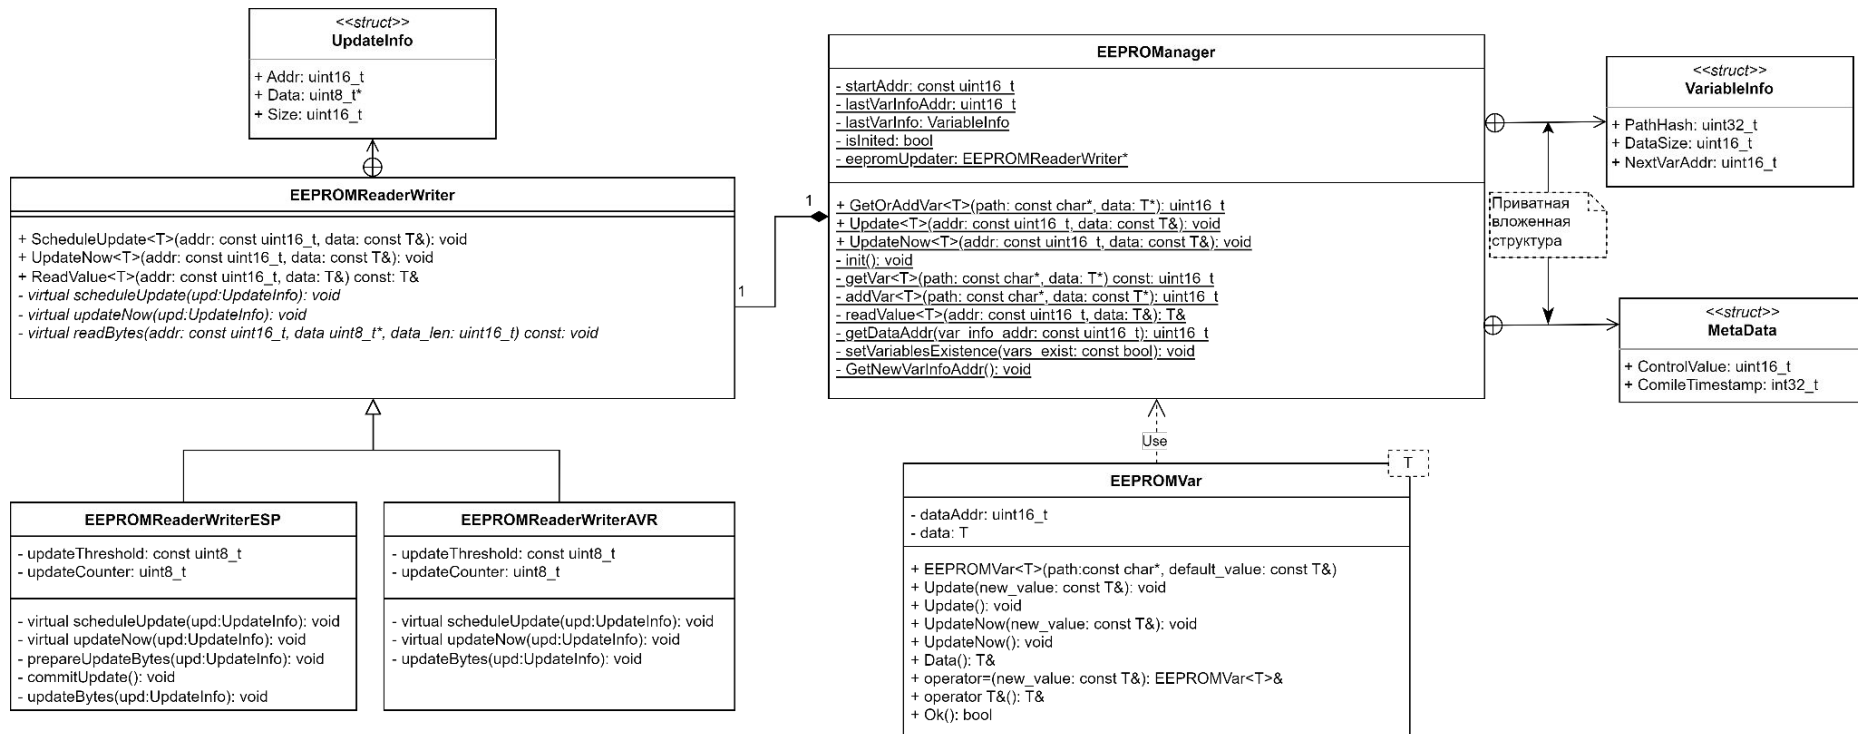 <<struct>>
UpdateInfo
+ Addr: uint16_t
+ Data: uint8_t*
+ Size: uint16_t
EEPROMReaderWriter
+ ScheduleUpdate<T>(addr: const uint16_t, data: const T&): void
+ UpdateNow<T>(addr: const uint16_t, data: const T&): void
+ ReadValue<T>(addr: const uint16_t, data: T&) const: T&
- virtual scheduleUpdate(upd:UpdateInfo): void
- virtual updateNow(upd:UpdateInfo): void
- virtual readBytes(addr: const uint16_t, data uint8_t*, data_len: uint16_t) const: void
1
1
EEPROManager
- startAddr: const uint16_t
- lastVarInfoAddr: uint16_t
- lastVarInfo: VariableInfo
- isInited: bool
- eepromUpdater: EEPROMReaderWriter*
+ GetOrAddVar<T>(path: const char*, data: T*): uint16_t
+ Update<T>(addr: const uint16_t, data: const T&): void
+ UpdateNow<T>(addr: const uint16_t, data: const T&): void
- init(): void
- getVar<T>(path: const char*, data: T*) const: uint16_t
- addVar<T>(path: const char*, data: const T*): uint16_t
- readValue<T>(addr: const uint16_t, data: T&): T&
- getDataAddr(var_info_addr: const uint16_t): uint16_t
- setVariablesExistence(vars_exist: const bool): void
- GetNewVarInfoAddr(): void
<<struct>>
VariableInfo
+ PathHash: uint32_t
+ DataSize: uint16_t
+ NextVarAddr: uint16_t
Приватная
вложенная
структура
<<struct>>
MetaData
+ ControlValue: uint16_t
+ ComileTimestamp: int32_t
Use
EEPROMReaderWriterESP
- updateThreshold: const uint8_t
- updateCounter: uint8_t
- virtual scheduleUpdate(upd:UpdateInfo): void
- virtual updateNow(upd:UpdateInfo): void
- prepareUpdateBytes(upd:UpdateInfo): void
- commitUpdate(): void
- updateBytes(upd:UpdateInfo): void
EEPROMReaderWriterAVR
- updateThreshold: const uint8_t
- updateCounter: uint8_t
- virtual scheduleUpdate(upd:UpdateInfo): void
- virtual updateNow(upd:UpdateInfo): void
- updateBytes(upd:UpdateInfo): void
T
EEPROMVar
- dataAddr: uint16_t
- data: T
+ EEPROMVar<T>(path:const char*, default_value: const T&)
+ Update(new_value: const T&): void
+ Update(): void
+ UpdateNow(new_value: const T&): void
+ UpdateNow(): void
+ Data(): T&
+ operator=(new_value: const T&): EEPROMVar<T>&
+ operator T&(): T&
+ Ok(): bool